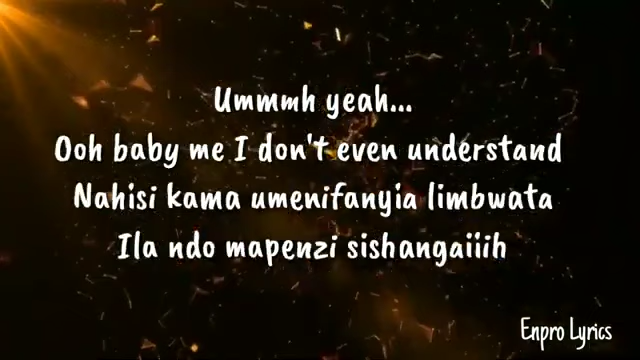 Ummmh yeah...
Ooh baby me I don't even understand
Nahisi kama umenifanyia limbwata
Ila ndo mapenzi sishangaiiih
Enpro Lyrics